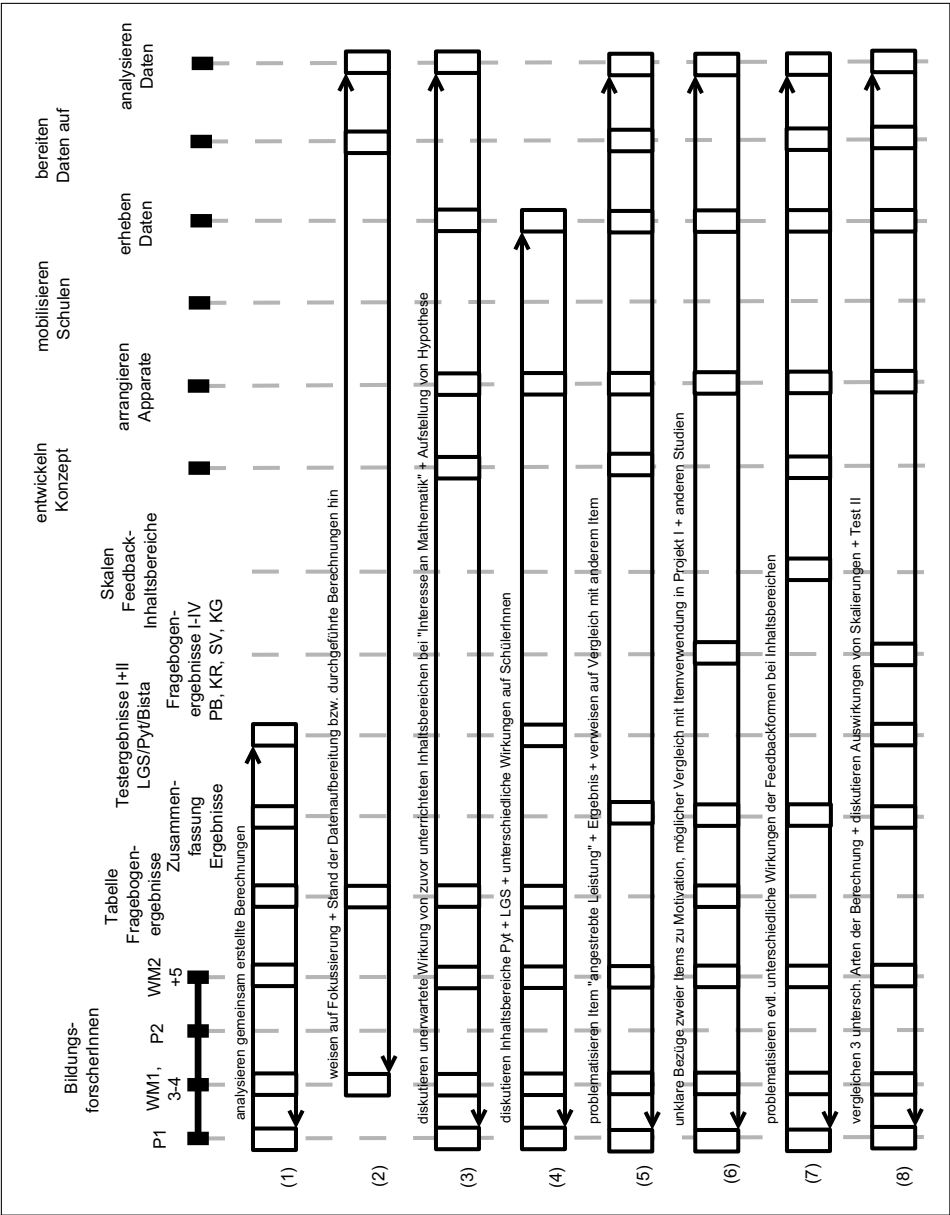 Bildungs-
forscherInnen
P1
WM1,
3-4
P2
WM2
+5
Tabelle
Fragebogen-
ergebnisse
Zusammen-
fassung
Ergebnisse
Testergebnisse I+II
LGS/Pyt/Bista
Fragebogen-
ergebnisse I-IV
PB, KR, SV, KG
Skalen
Feedback-
Inhaltsbereiche
entwickeln
Konzept
arrangieren
Apparate
mobilisieren
Schulen
erheben
Daten
bereiten
Daten auf
analysieren
Daten
(1)
analysieren gemeinsam erstellte Berechnungen
(2)
weisen auf Fokussierung + Stand der Datenaufbereitung bzw. durchgeführte Berechnungen hin
(3)
diskutieren unerwartete Wirkung von zuvor unterrichteten Inhaltsbereichen bei "Interesse an Mathematik" + Aufstellung von Hypothese
(4)
diskutieren Inhaltsbereiche Pyt + LGS + unterschiedliche Wirkungen auf SchülerInnen
(5)
problematisieren Item "angestrebte Leistung" + Ergebnis + verweisen auf Vergleich mit anderem Item
(6)
unklare Bezüge zweier Items zu Motivation, möglicher Vergleich mit Itemverwendung in Projekt I + anderen Studien
(7)
problematisieren evtl. unterschiedliche Wirkungen der Feedbackformen bei Inhaltsbereichen
(8)
vergleichen 3 untersch. Arten der Berechnung + diskutieren Auswirkungen von Skalierungen + Test II